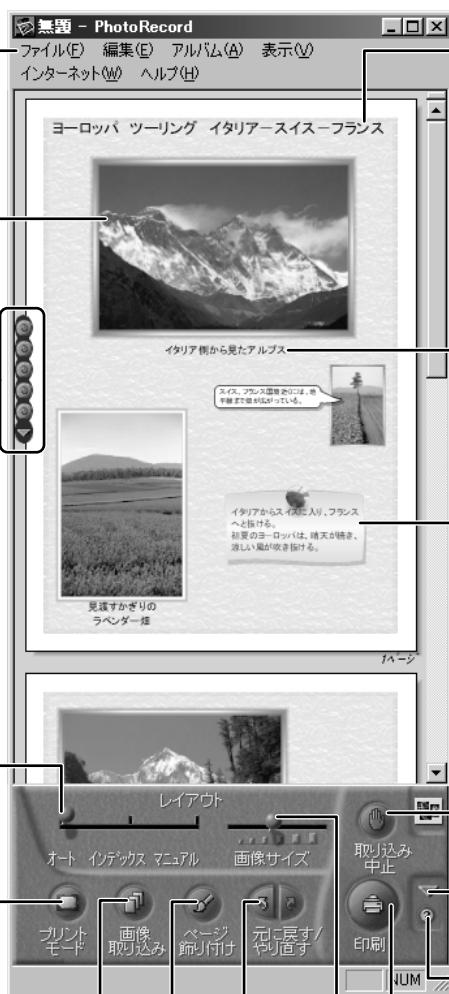 無題 - PhotoRecord
ファイル(F) 編集(E) アルバム(A) 表示(V)
インターネット(W) ヘルプ(H)
ヨーロッパ ツーリング イタリアースイスーフランス
イタリア側から見たアルプス
スイス、フランス国境近くには、地
平線まで畑が広がっている。
イタリアからスイスに入り、フランス
へと抜ける。
初夏のヨーロッパは、晴天が続き、
涼しい風が吹き抜ける。
見渡すかぎりの
ラベンダー畑
1ページ
レイアウト
オート インデックス マニュアル 画像サイズ
取り込み
中止
プリント
モード
画像
取り込み
ページ
飾り付け
元に戻す/
やり直す
印刷
NUM